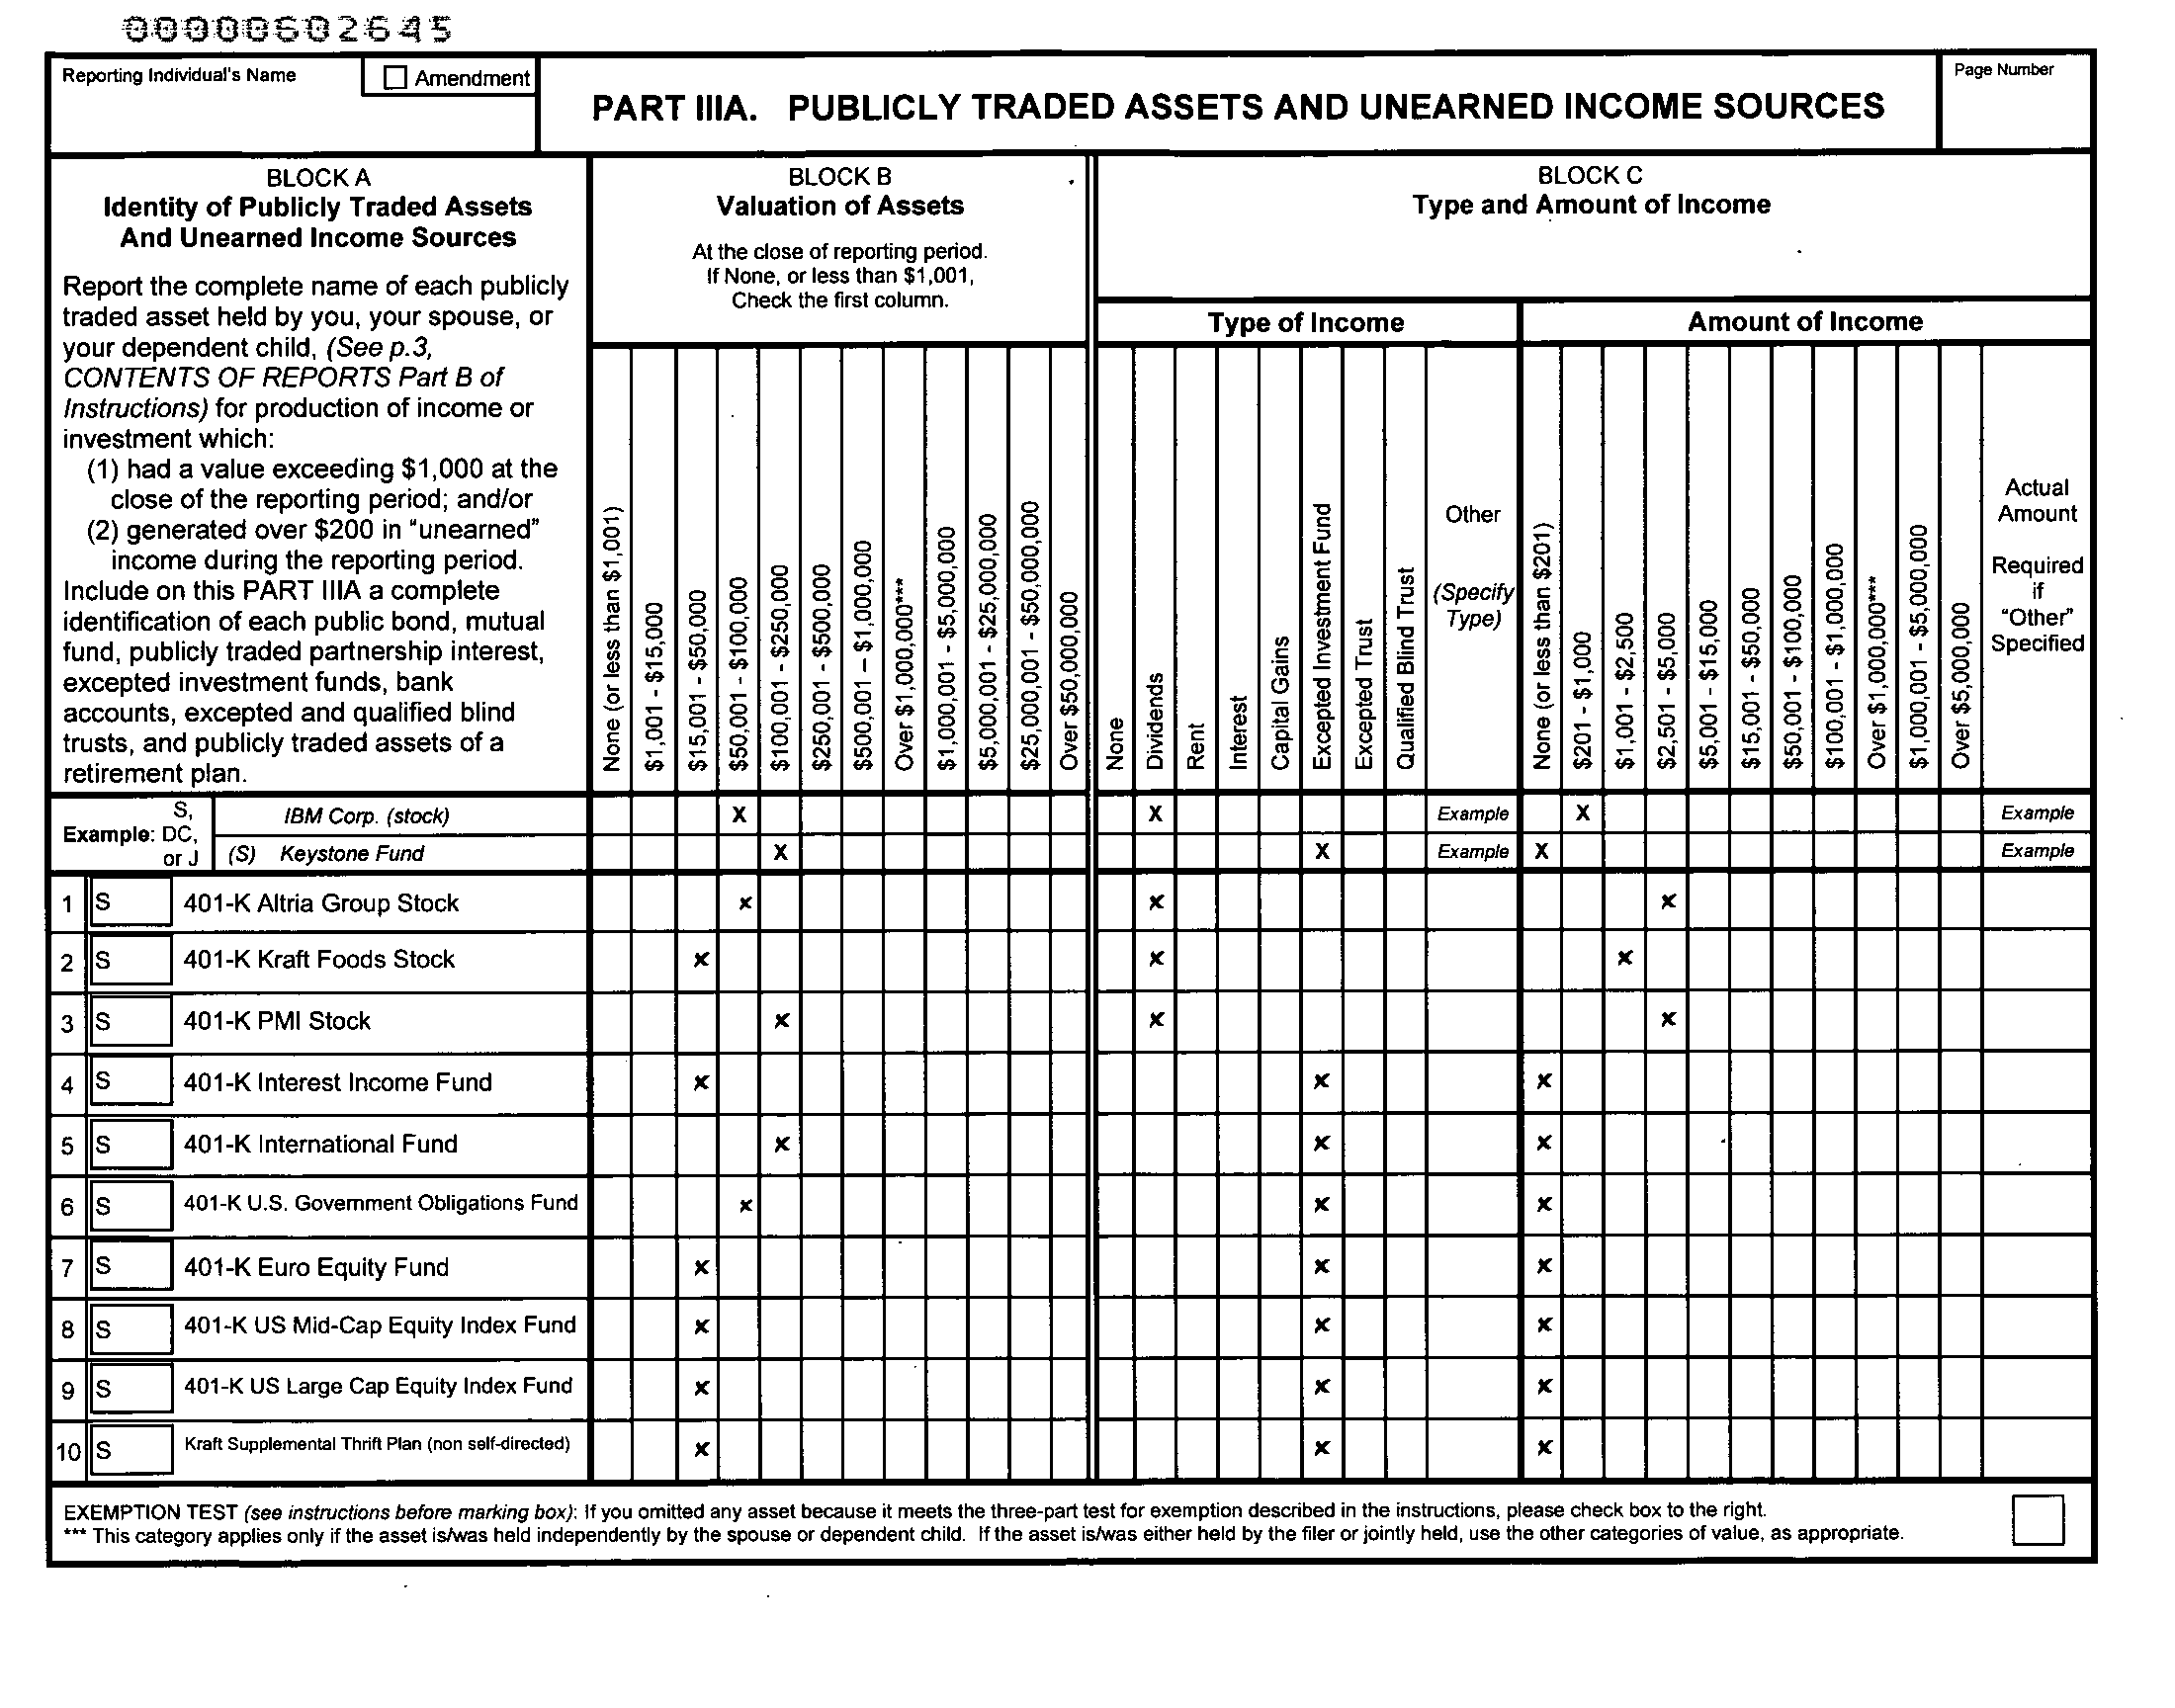 00000602645
Reporting Individual's Name
Amendment
PART IIIA. PUBLICLY TRADED ASSETS AND UNEARNED INCOME SOURCES
Page Number
BLOCK A
Identity of Publicly Traded Assets
And Unearned Income Sources
Report the complete name of each publicly
traded asset held by you, your spouse, or
your dependent child, (See p.3,
CONTENTS OF REPORTS Part B of
Instructions) for production of income or
investment which:
(1) had a value exceeding $1,000 at the
close of the reporting period; and/or
(2) generated over $200 in "unearned"
income during the reporting period.
Include on this PART IIIA a complete
identification of each public bond, mutual
fund, publicly traded partnership interest,
excepted investment funds, bank
accounts, excepted and qualified blind
trusts, and publicly traded assets of a
retirement plan.
BLOCK B
Valuation of Assets
At the close of reporting period.
If None, or less than $1,001,
Check the first column.
None (or less than $1,001)
$1,001 - $15,000
$15,001 - $50,000
$50,001 - $100,000
$100,001 - $250,000
$250,001 - $500,000
$500,001 – $1,000,000
Over $1,000,000***
$1,000,001 - $5,000,000
$5,000,001 - $25,000,000
$25,000,001 - $50,000,000
Over $50,000,000
BLOCK C
Type and Amount of Income
Type of Income
None
Dividends
Rent
Interest
Capital Gains
Excepted Investment Fund
Excepted Trust
Qualified Blind Trust
Other
(Specify
Type)
Amount of Income
None (or less than $201)
$201 - $1,000
$1,001 - $2,500
$2,501 - $5,000
$5,001 - $15,000
$15,001 - $50,000
$50,001 - $100,000
$100,001 - $1,000,000
Over $1,000,000***
$1,000,001 - $5,000,000
Over $5,000,000
Actual
Amount
Required
if
"Other"
Specified
Example:
S,
DC,
or J
IBM Corp. (stock) X X Example X Example
(S) Keystone Fund X X Example X Example
1 S 401-K Altria Group Stock x x x
2 S 401-K Kraft Foods Stock x x x
3 S 401-K PMI Stock x x x
4 S 401-K Interest Income Fund x x x
5 S 401-K International Fund x x x
6 S 401-K U.S. Government Obligations Fund x x x
7 S 401-K Euro Equity Fund x x x
8 S 401-K US Mid-Cap Equity Index Fund x x x
9 S 401-K US Large Cap Equity Index Fund x x x
10 S Kraft Supplemental Thrift Plan (non self-directed) x x x
EXEMPTION TEST (see instructions before marking box): If you omitted any asset because it meets the three-part test for exemption described in the instructions, please check box to the right.
*** This category applies only if the asset is/was held independently by the spouse or dependent child. If the asset is/was either held by the filer or jointly held, use the other categories of value, as appropriate.